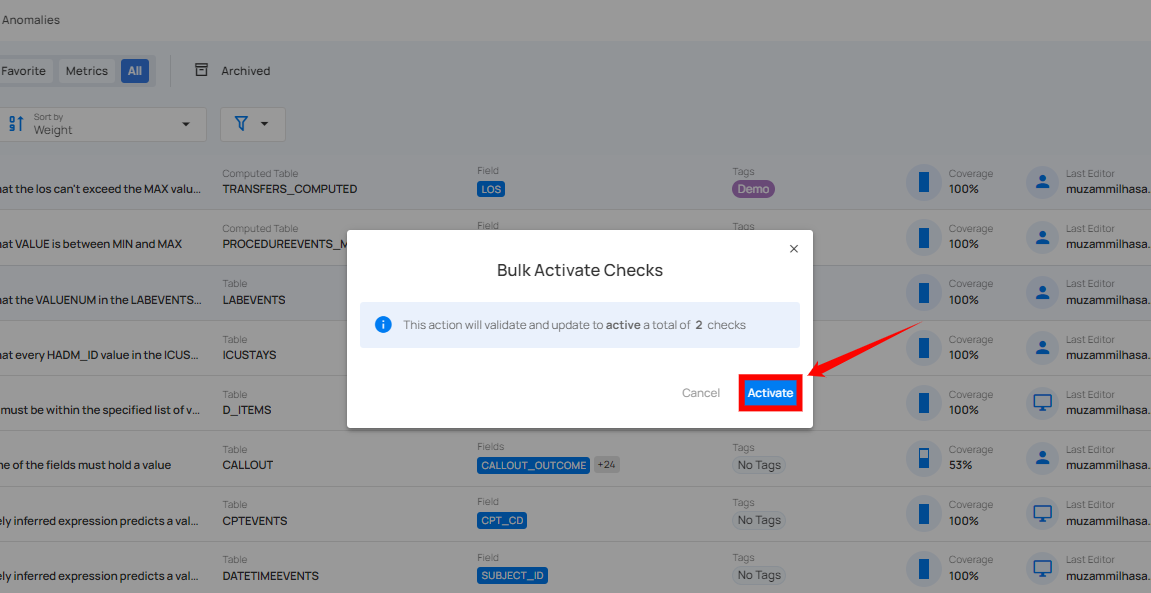 Anomalies
Favorite Metrics All Archived
Sort by
Weight
Computed Table Field Tags Coverage Last Editor
at the los can't exceed the MAX valu... TRANSFERS_COMPUTED LOS Demo 100% muzammilhasa.
Computed Table Field Tags Coverage Last Editor
at VALUE is between MIN and MAX PROCEDUREEVENTS_M 100% muzammilhasa.
Table Coverage Last Editor
at the VALUENUM in the LABEVENTS... LABEVENTS 100% muzammilhasa.
Table Coverage Last Editor
at every HADM_ID value in the ICUS... ICUSTAYS 100% muzammilhasa.
Table Coverage Last Editor
must be within the specified list of v... D_ITEMS 100% muzammilhasa.
Bulk Activate Checks
This action will validate and update to active a total of 2 checks
Cancel Activate
Table Fields Tags Coverage Last Editor
ne of the fields must hold a value CALLOUT CALLOUT_OUTCOME +24 No Tags 53% muzammilhasa.
Table Field Tags Coverage Last Editor
ely inferred expression predicts a val... CPTEVENTS CPT_CD No Tags 100% muzammilhasa.
Table Field Tags Coverage Last Editor
ely inferred expression predicts a val... DATETIMEEVENTS SUBJECT_ID No Tags 100% muzammilhasa.